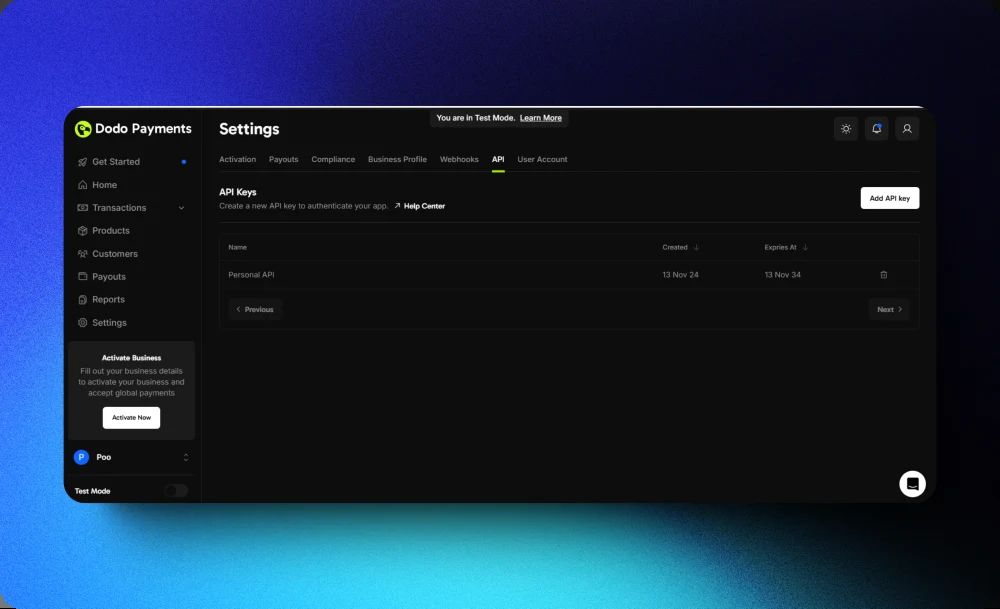 Dodo Payments
Get Started
Home
Transactions
Products
Customers
Payouts
Reports
Settings
Activate Business
Fill out your business details
to activate your business and
accept global payments
Activate Now
P Poo
Test Mode
You are in Test Mode. Learn More
Settings
Activation Payouts Compliance Business Profile Webhooks API User Account
API Keys
Create a new API key to authenticate your app. Help Center
Add API key
Name Created Expries At
Personal API 13 Nov 24 13 Nov 34
Previous Next